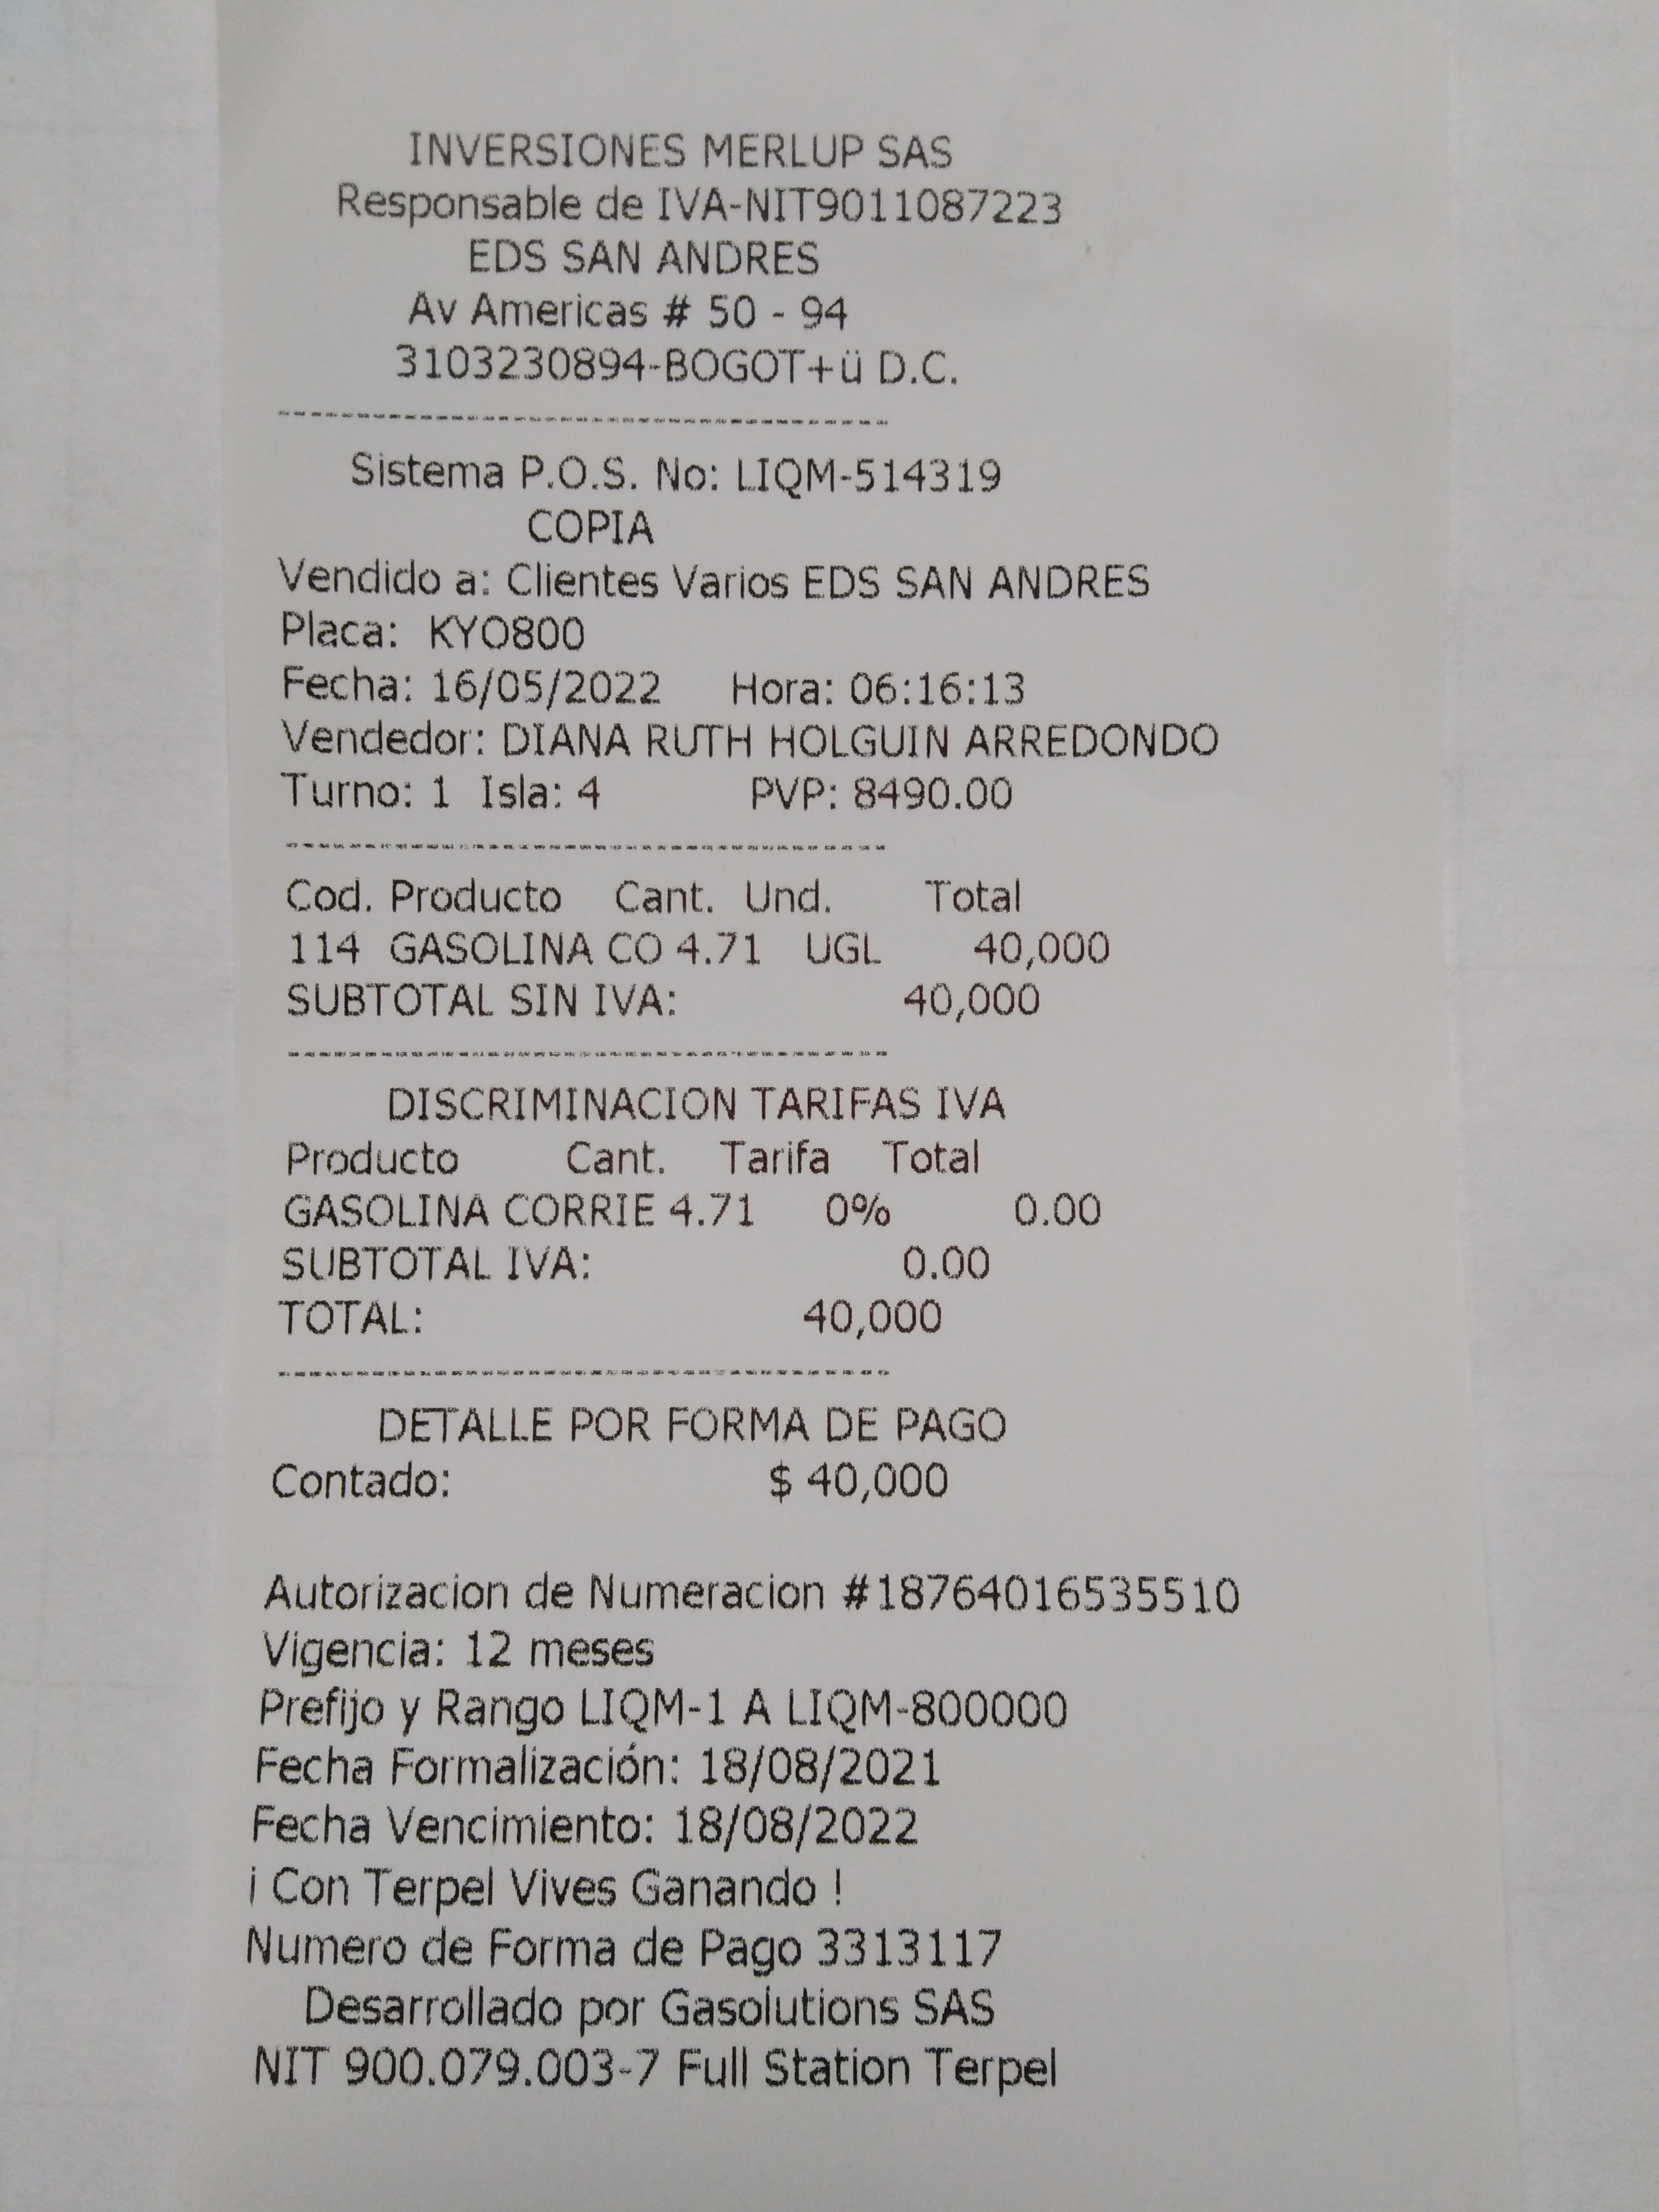 INVERSIONES MERLUP SAS
Responsable de IVA-NIT9011087223
EDS SAN ANDRES
Av Americas # 50 - 94
3103230894-BOGOT+ü D.C.
----------------------------------------
Sistema P.O.S. No: LIQM-514319
COPIA
Vendido a: Clientes Varios EDS SAN ANDRES
Placa: KYO800
Fecha: 16/05/2022 Hora: 06:16:13
Vendedor: DIANA RUTH HOLGUIN ARREDONDO
Turno: 1 Isla: 4 PVP: 8490.00
----------------------------------------
Cod. Producto Cant. Und. Total
114 GASOLINA CO 4.71 UGL 40,000
SUBTOTAL SIN IVA: 40,000
----------------------------------------
DISCRIMINACION TARIFAS IVA
Producto Cant. Tarifa Total
GASOLINA CORRIE 4.71 0% 0.00
SUBTOTAL IVA: 0.00
TOTAL: 40,000
----------------------------------------
DETALLE POR FORMA DE PAGO
Contado: $ 40,000
Autorizacion de Numeracion #18764016535510
Vigencia: 12 meses
Prefijo y Rango LIQM-1 A LIQM-800000
Fecha Formalización: 18/08/2021
Fecha Vencimiento: 18/08/2022
¡ Con Terpel Vives Ganando !
Numero de Forma de Pago 3313117
Desarrollado por Gasolutions SAS
NIT 900.079.003-7 Full Station Terpel